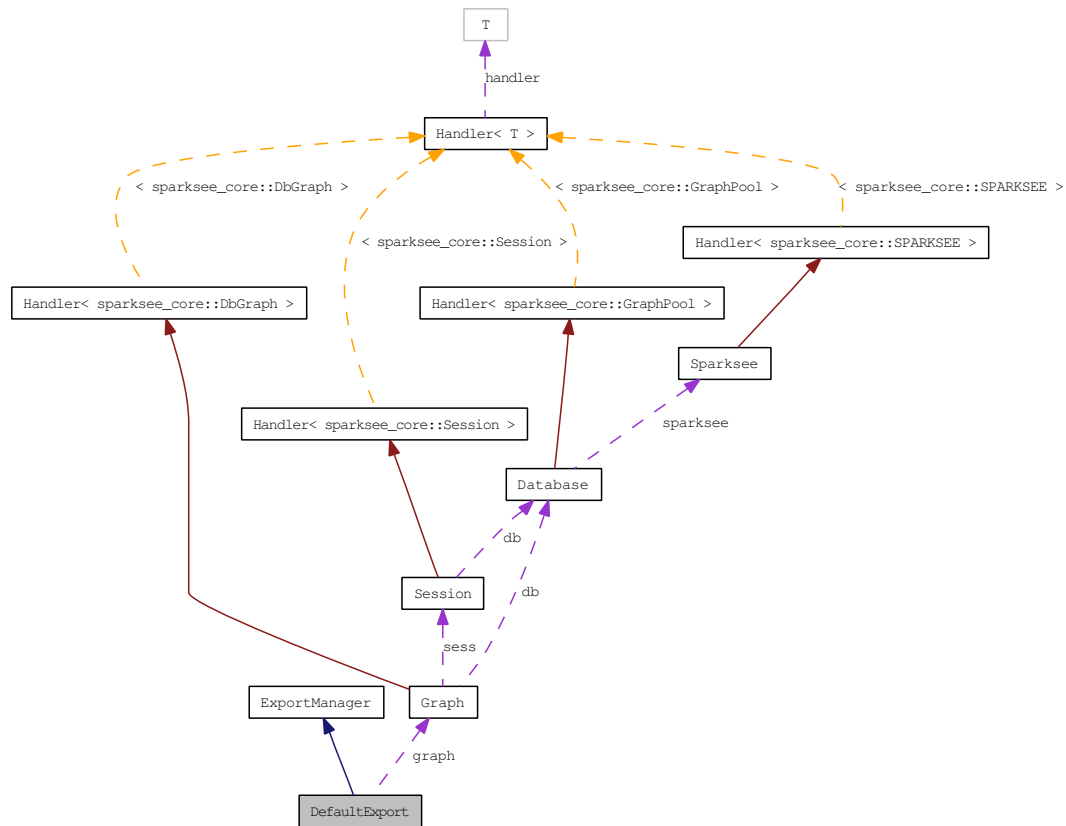 T
handler
Handler< T >
< sparksee_core::DbGraph >
< sparksee_core::GraphPool >
< sparksee_core::SPARKSEE >
< sparksee_core::Session >
Handler< sparksee_core::SPARKSEE >
Handler< sparksee_core::DbGraph >
Handler< sparksee_core::GraphPool >
Sparksee
Handler< sparksee_core::Session >
sparksee
Database
db
Session
db
sess
ExportManager
Graph
graph
DefaultExport